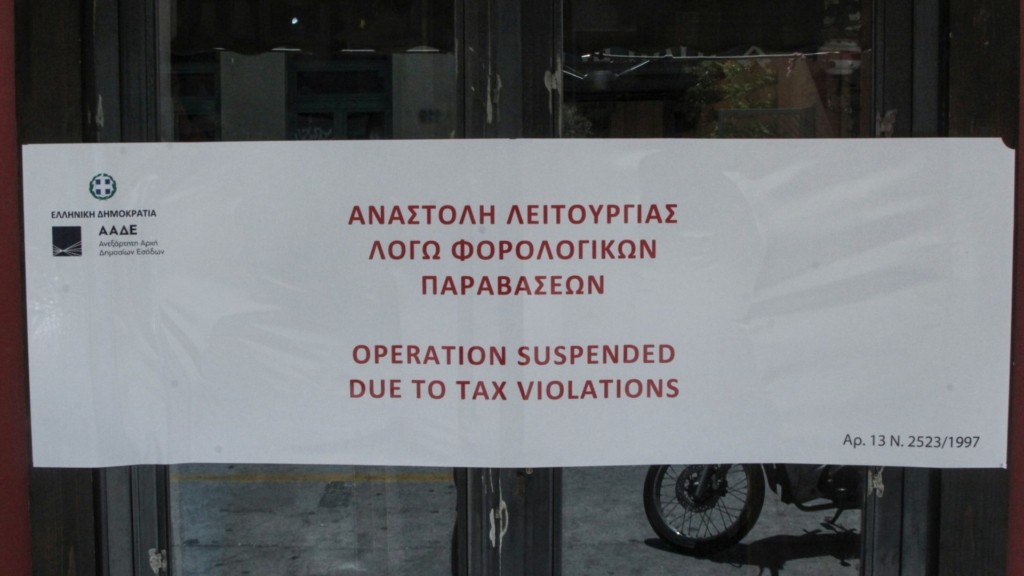 ΕΛΛΗΝΙΚΗ ΔΗΜΟΚΡΑΤΙΑ
ΑΑΔΕ
Ανεξάρτητη Αρχή
Δημοσίων Εσόδων
ΑΝΑΣΤΟΛΗ ΛΕΙΤΟΥΡΓΙΑΣ
ΛΟΓΩ ΦΟΡΟΛΟΓΙΚΩΝ
ΠΑΡΑΒΑΣΕΩΝ
OPERATION SUSPENDED
DUE TO TAX VIOLATIONS
Αρ. 13 Ν. 2523/1997